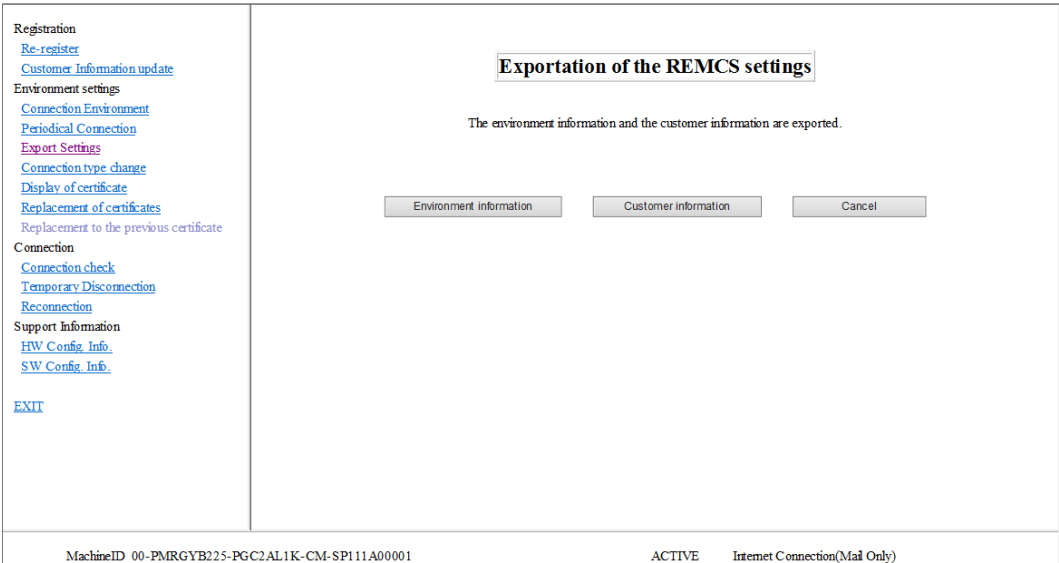 Registration
Re-register
Customer Information update
Environment settings
Connection Environment
Periodical Connection
Export Settings
Connection type change
Display of certificate
Replacement of certificates
Replacement to the previous certificate
Connection
Connection check
Temporary Disconnection
Reconnection
Support Information
HW Config. Info.
SW Config. Info.
EXIT
Exportation of the REMCS settings
The environment information and the customer information are exported.
Environment information Customer information Cancel
MachineID 00-PMRGYB225-PGC2AL1K-CM-SP111A00001 ACTIVE Internet Connection(Mail Only)